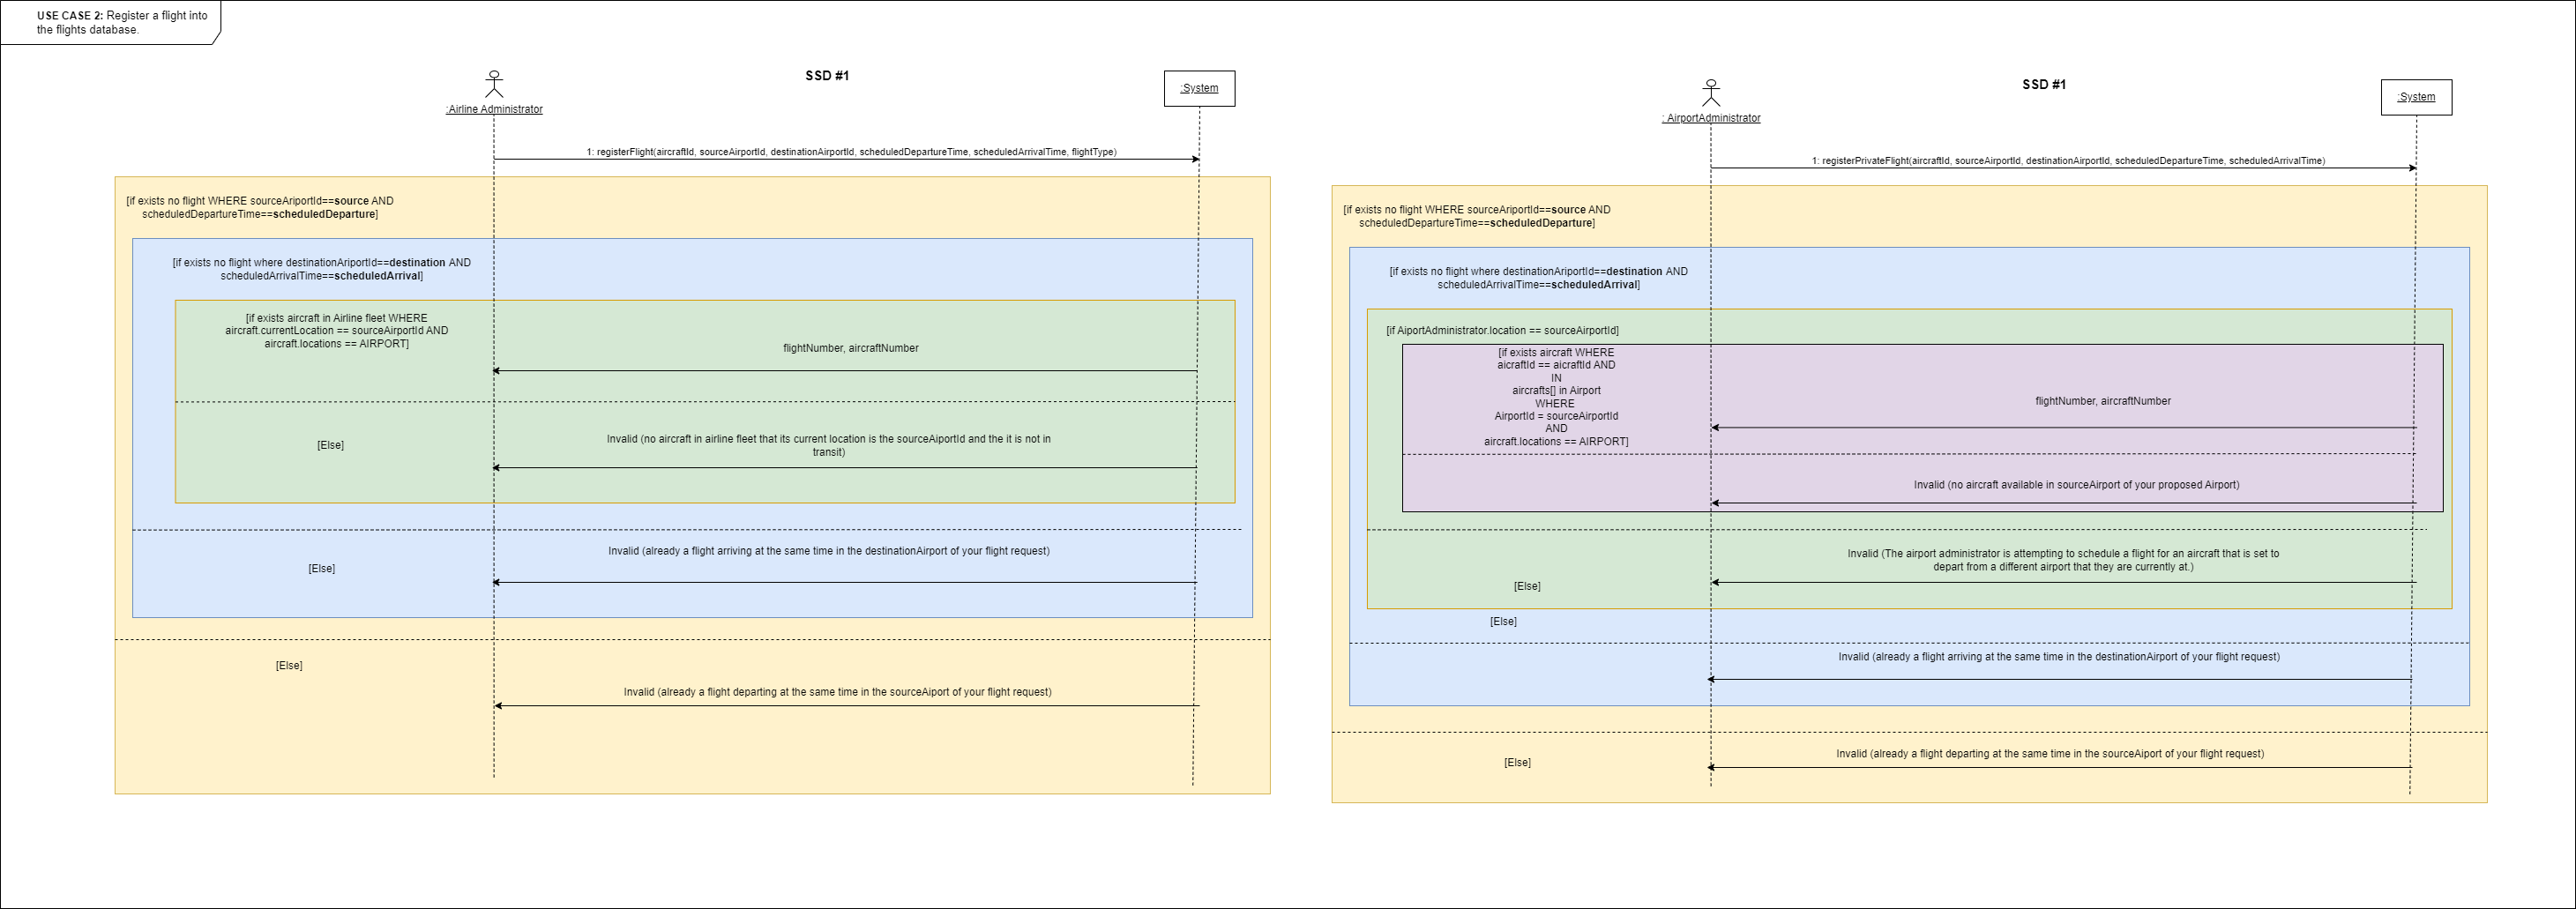 USE CASE 2: Register a flight into
the flights database.
SSD #1
:Airline Administrator
:System
1: registerFlight(aircraftId, sourceAirportId, destinationAirportId, scheduledDepartureTime, scheduledArrivalTime, flightType)
[if exists no flight WHERE sourceAriportId==source AND
scheduledDepartureTime==scheduledDeparture]
[if exists no flight where destinationAriportId==destination AND
scheduledArrivalTime==scheduledArrival]
[if exists aircraft in Airline fleet WHERE
aircraft.currentLocation == sourceAirportId AND
aircraft.locations == AIRPORT]
flightNumber, aircraftNumber
[Else]
Invalid (no aircraft in airline fleet that its current location is the sourceAiportId and the it is not in
transit)
Invalid (already a flight arriving at the same time in the destinationAirport of your flight request)
[Else]
[Else]
Invalid (already a flight departing at the same time in the sourceAiport of your flight request)
SSD #1
: AirportAdministrator
:System
1: registerPrivateFlight(aircraftId, sourceAirportId, destinationAirportId, scheduledDepartureTime, scheduledArrivalTime)
[if exists no flight WHERE sourceAriportId==source AND
scheduledDepartureTime==scheduledDeparture]
[if exists no flight where destinationAriportId==destination AND
scheduledArrivalTime==scheduledArrival]
[if AiportAdministrator.location == sourceAirportId]
[if exists aircraft WHERE
aicraftId == aicraftId AND
IN
aircrafts[] in Airport
WHERE
AirportId = sourceAirportId
AND
aircraft.locations == AIRPORT]
flightNumber, aircraftNumber
Invalid (no aircraft available in sourceAirport of your proposed Airport)
Invalid (The airport administrator is attempting to schedule a flight for an aircraft that is set to
depart from a different airport that they are currently at.)
[Else]
[Else]
Invalid (already a flight arriving at the same time in the destinationAirport of your flight request)
Invalid (already a flight departing at the same time in the sourceAiport of your flight request)
[Else]